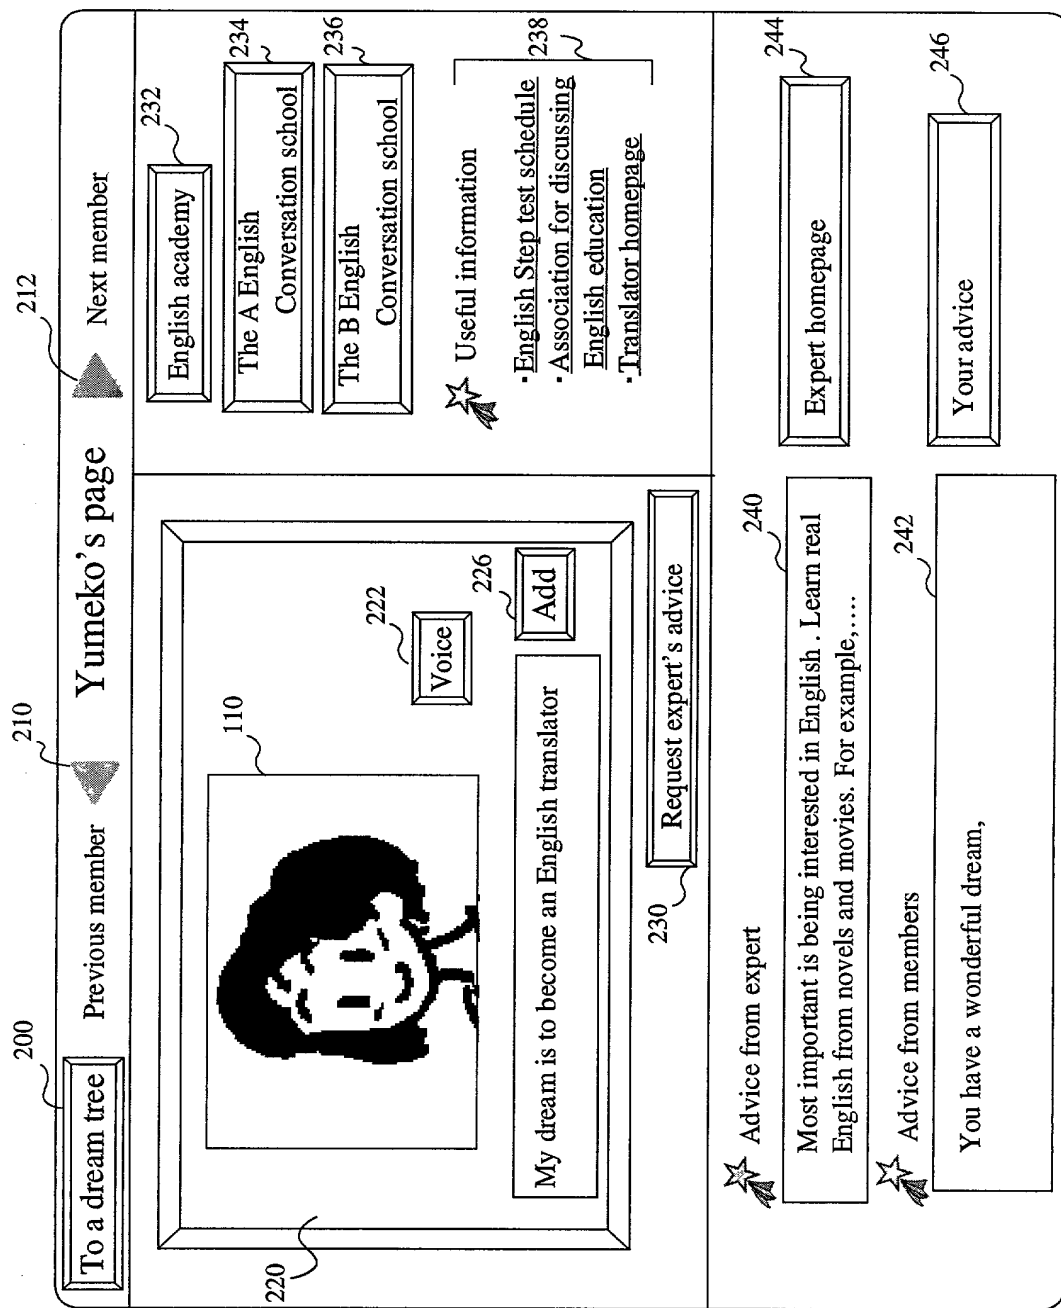 200
210
212
To a dream tree
Previous member
Yumeko's page
Next member
220
110
222
Voice
226
Add
My dream is to become an English translator
230
Request expert's advice
232
English academy
234
The A English
Conversation school
236
The B English
Conversation school
Useful information
238
· English Step test schedule
· Association for discussing
English education
· Translator homepage
Advice from expert
240
Most important is being interested in English . Learn real
English from novels and movies. For example,....
244
Expert homepage
Advice from members
242
You have a wonderful dream,
246
Your advice